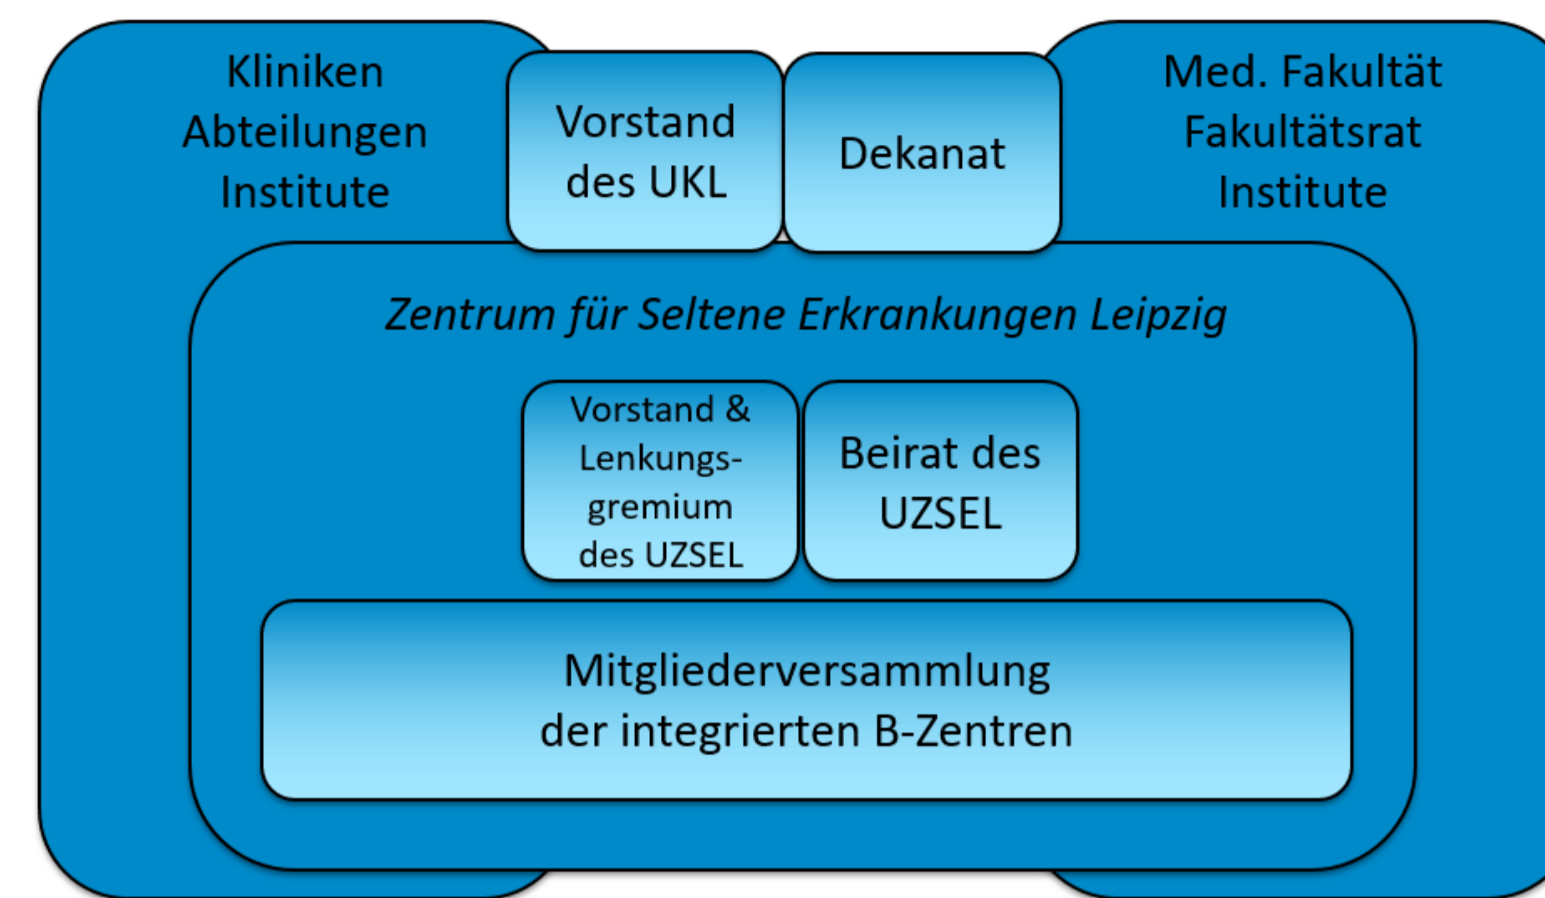 Kliniken
Abteilungen
Institute
Vorstand
des UKL
Dekanat
Med. Fakultät
Fakultätsrat
Institute
Zentrum für Seltene Erkrankungen Leipzig
Vorstand &
Lenkungs-
gremium
des UZSEL
Beirat des
UZSEL
Mitgliederversammlung
der integrierten B-Zentren